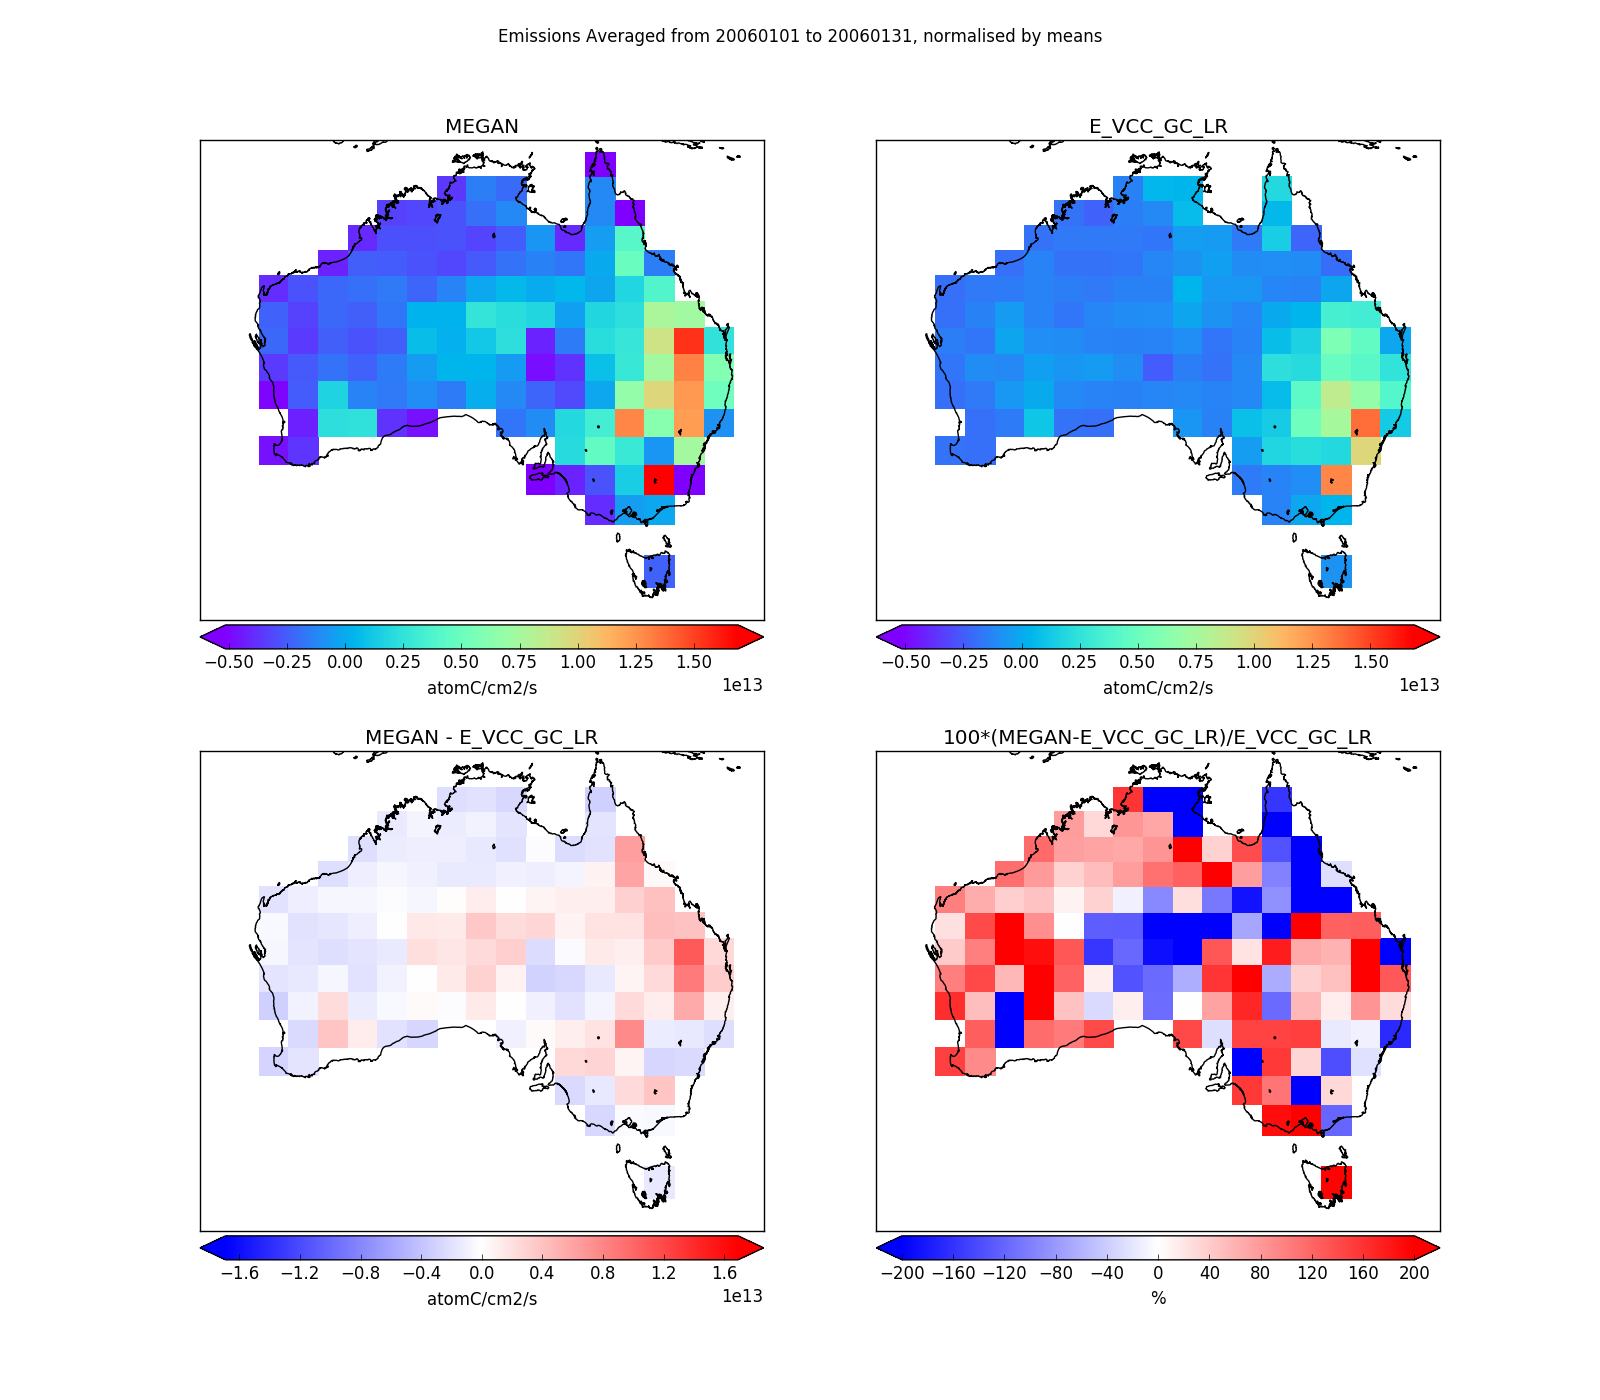 Emissions Averaged from 20060101 to 20060131, normalised by means
MEGAN
E_VCC_GC_LR
−0.50 −0.25 0.00 0.25 0.50 0.75 1.00 1.25 1.50
atomC/cm2/s
1e13
−0.50 −0.25 0.00 0.25 0.50 0.75 1.00 1.25 1.50
atomC/cm2/s
1e13
MEGAN - E_VCC_GC_LR
100*(MEGAN-E_VCC_GC_LR)/E_VCC_GC_LR
−1.6 −1.2 −0.8 −0.4 0.0 0.4 0.8 1.2 1.6
atomC/cm2/s
1e13
−200 −160 −120 −80 −40 0 40 80 120 160 200
%